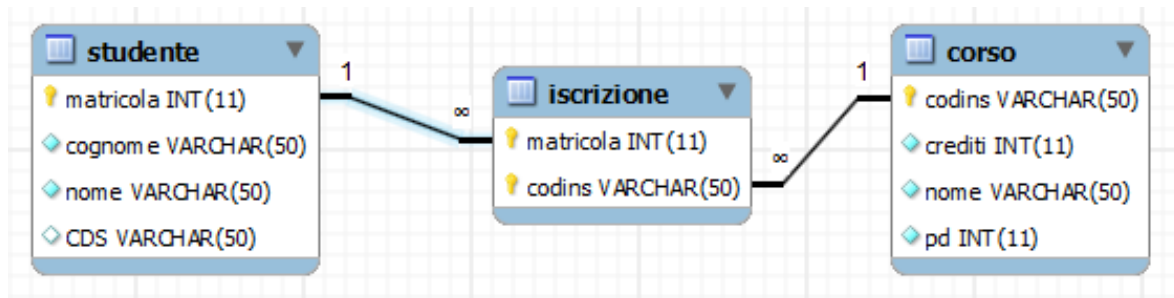 studente
matricola INT(11)
cognome VARCHAR(50)
nome VARCHAR(50)
CDS VARCHAR(50)
1
∞
iscrizione
matricola INT(11)
codins VARCHAR(50)
∞
1
corso
codins VARCHAR(50)
crediti INT(11)
nome VARCHAR(50)
pd INT(11)